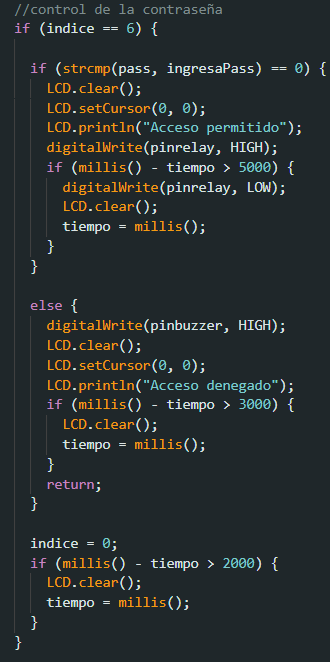 //control de la contraseña
if (indice == 6) {
if (strcmp(pass, ingresaPass) == 0) {
LCD.clear();
LCD.setCursor(0, 0);
LCD.println("Acceso permitido");
digitalWrite(pinrelay, HIGH);
if (millis() - tiempo > 5000) {
digitalWrite(pinrelay, LOW);
LCD.clear();
tiempo = millis();
}
}
else {
digitalWrite(pinbuzzer, HIGH);
LCD.clear();
LCD.setCursor(0, 0);
LCD.println("Acceso denegado");
if (millis() - tiempo > 3000) {
LCD.clear();
tiempo = millis();
}
return;
}
indice = 0;
if (millis() - tiempo > 2000) {
LCD.clear();
tiempo = millis();
}
}